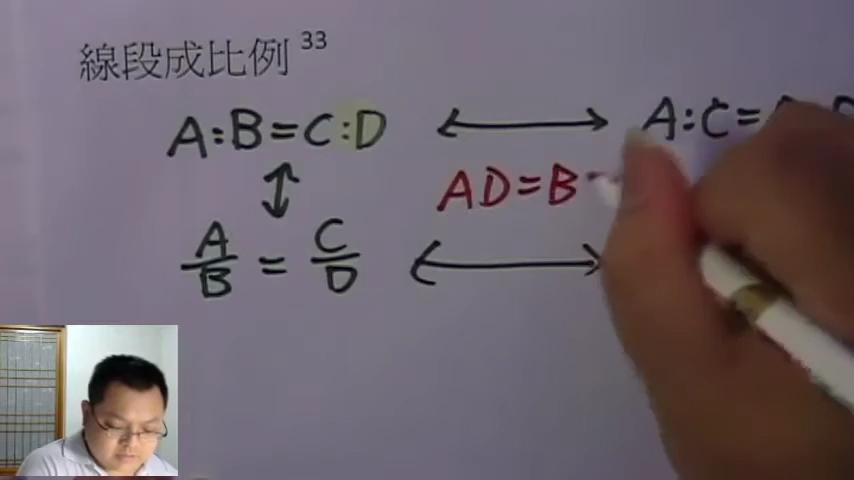 線段成比例 33
A:B=C:D ⟷ A:C=
↕ AD=B
A/B = C/D ⟷